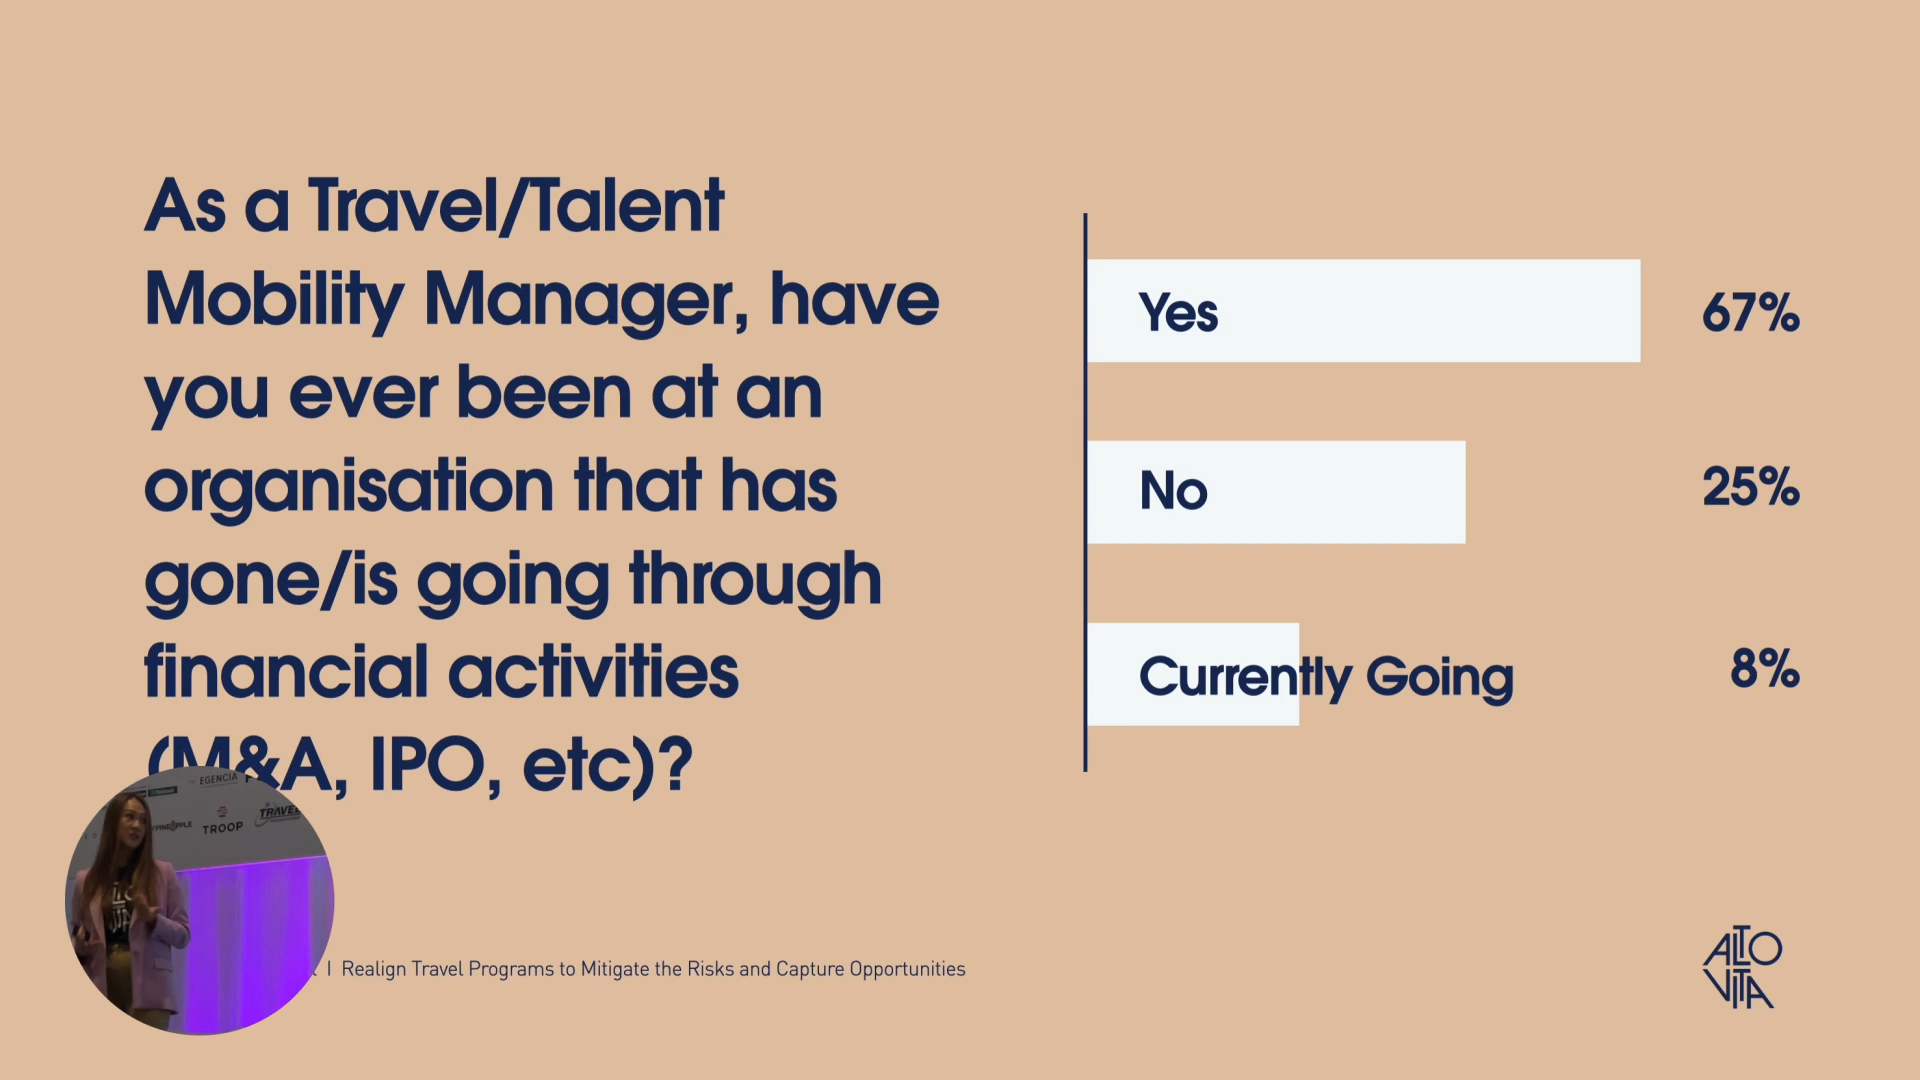 As a Travel/Talent
Mobility Manager, have
you ever been at an
organisation that has
gone/is going through
financial activities
(M&A, IPO, etc)?
Yes
67%
No
25%
Currently Going
8%
EGENCIA
TROOP
TRAVEL
I Realign Travel Programs to Mitigate the Risks and Capture Opportunities
ALTO
VITA